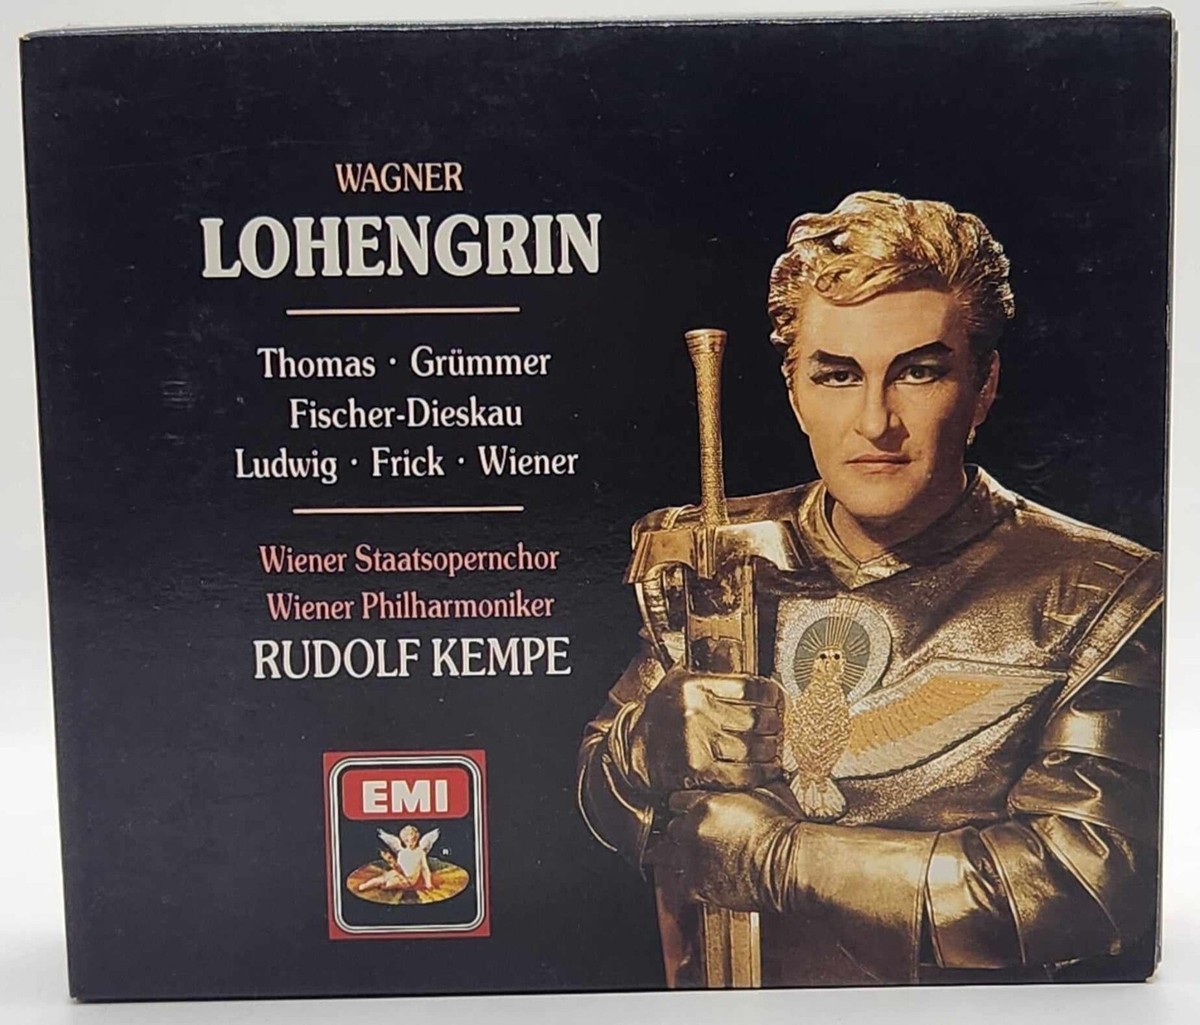 WAGNER
LOHENGRIN
Thomas · Grümmer
Fischer-Dieskau
Ludwig · Frick · Wiener
Wiener Staatsopernchor
Wiener Philharmoniker
RUDOLF KEMPE
EMI
®